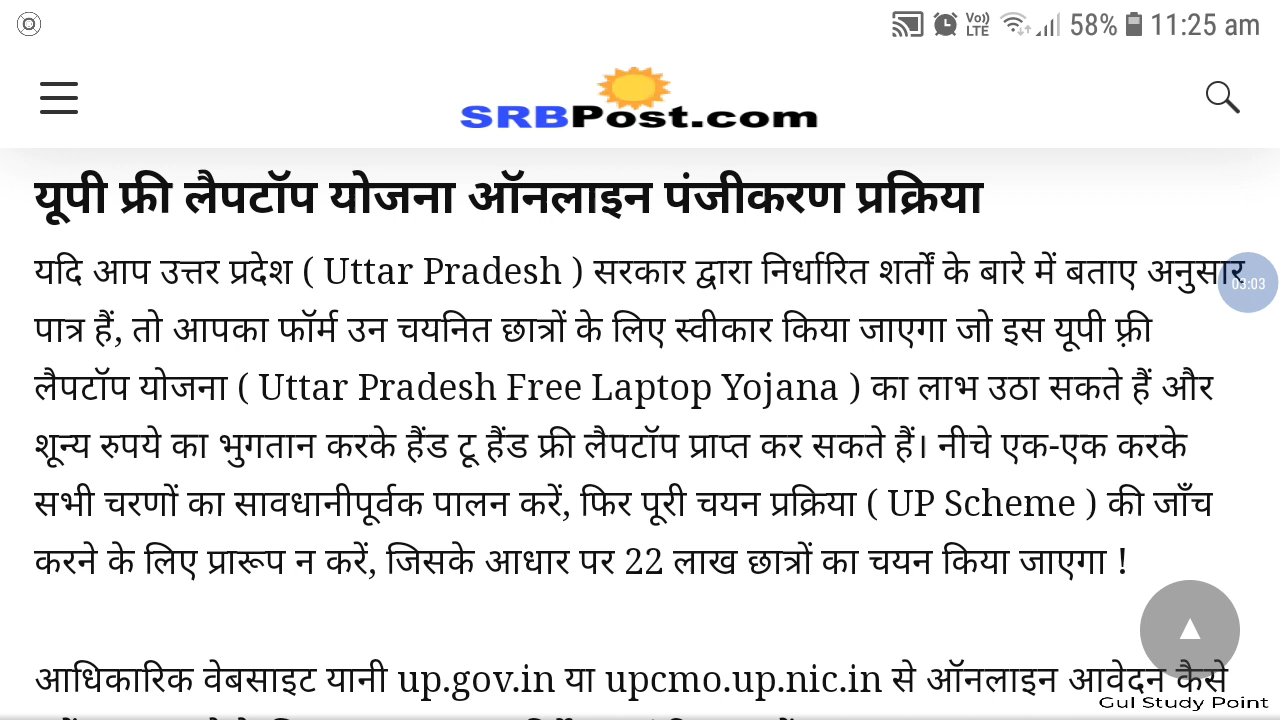 58% 11:25 am
Vo)) LTE
SRBPost.com
यूपी फ्री लैपटॉप योजना ऑनलाइन पंजीकरण प्रक्रिया
यदि आप उत्तर प्रदेश ( Uttar Pradesh ) सरकार द्वारा निर्धारित शर्तों के बारे में बताए अनुसार
03:03
पात्र हैं, तो आपका फॉर्म उन चयनित छात्रों के लिए स्वीकार किया जाएगा जो इस यूपी फ़्री
लैपटॉप योजना ( Uttar Pradesh Free Laptop Yojana ) का लाभ उठा सकते हैं और
शून्य रुपये का भुगतान करके हैंड टू हैंड फ्री लैपटॉप प्राप्त कर सकते हैं। नीचे एक-एक करके
सभी चरणों का सावधानीपूर्वक पालन करें, फिर पूरी चयन प्रक्रिया ( UP Scheme ) की जाँच
करने के लिए प्रारूप न करें, जिसके आधार पर 22 लाख छात्रों का चयन किया जाएगा !
आधिकारिक वेबसाइट यानी up.gov.in या upcmo.up.nic.in से ऑनलाइन आवेदन कैसे
Gul Study Point